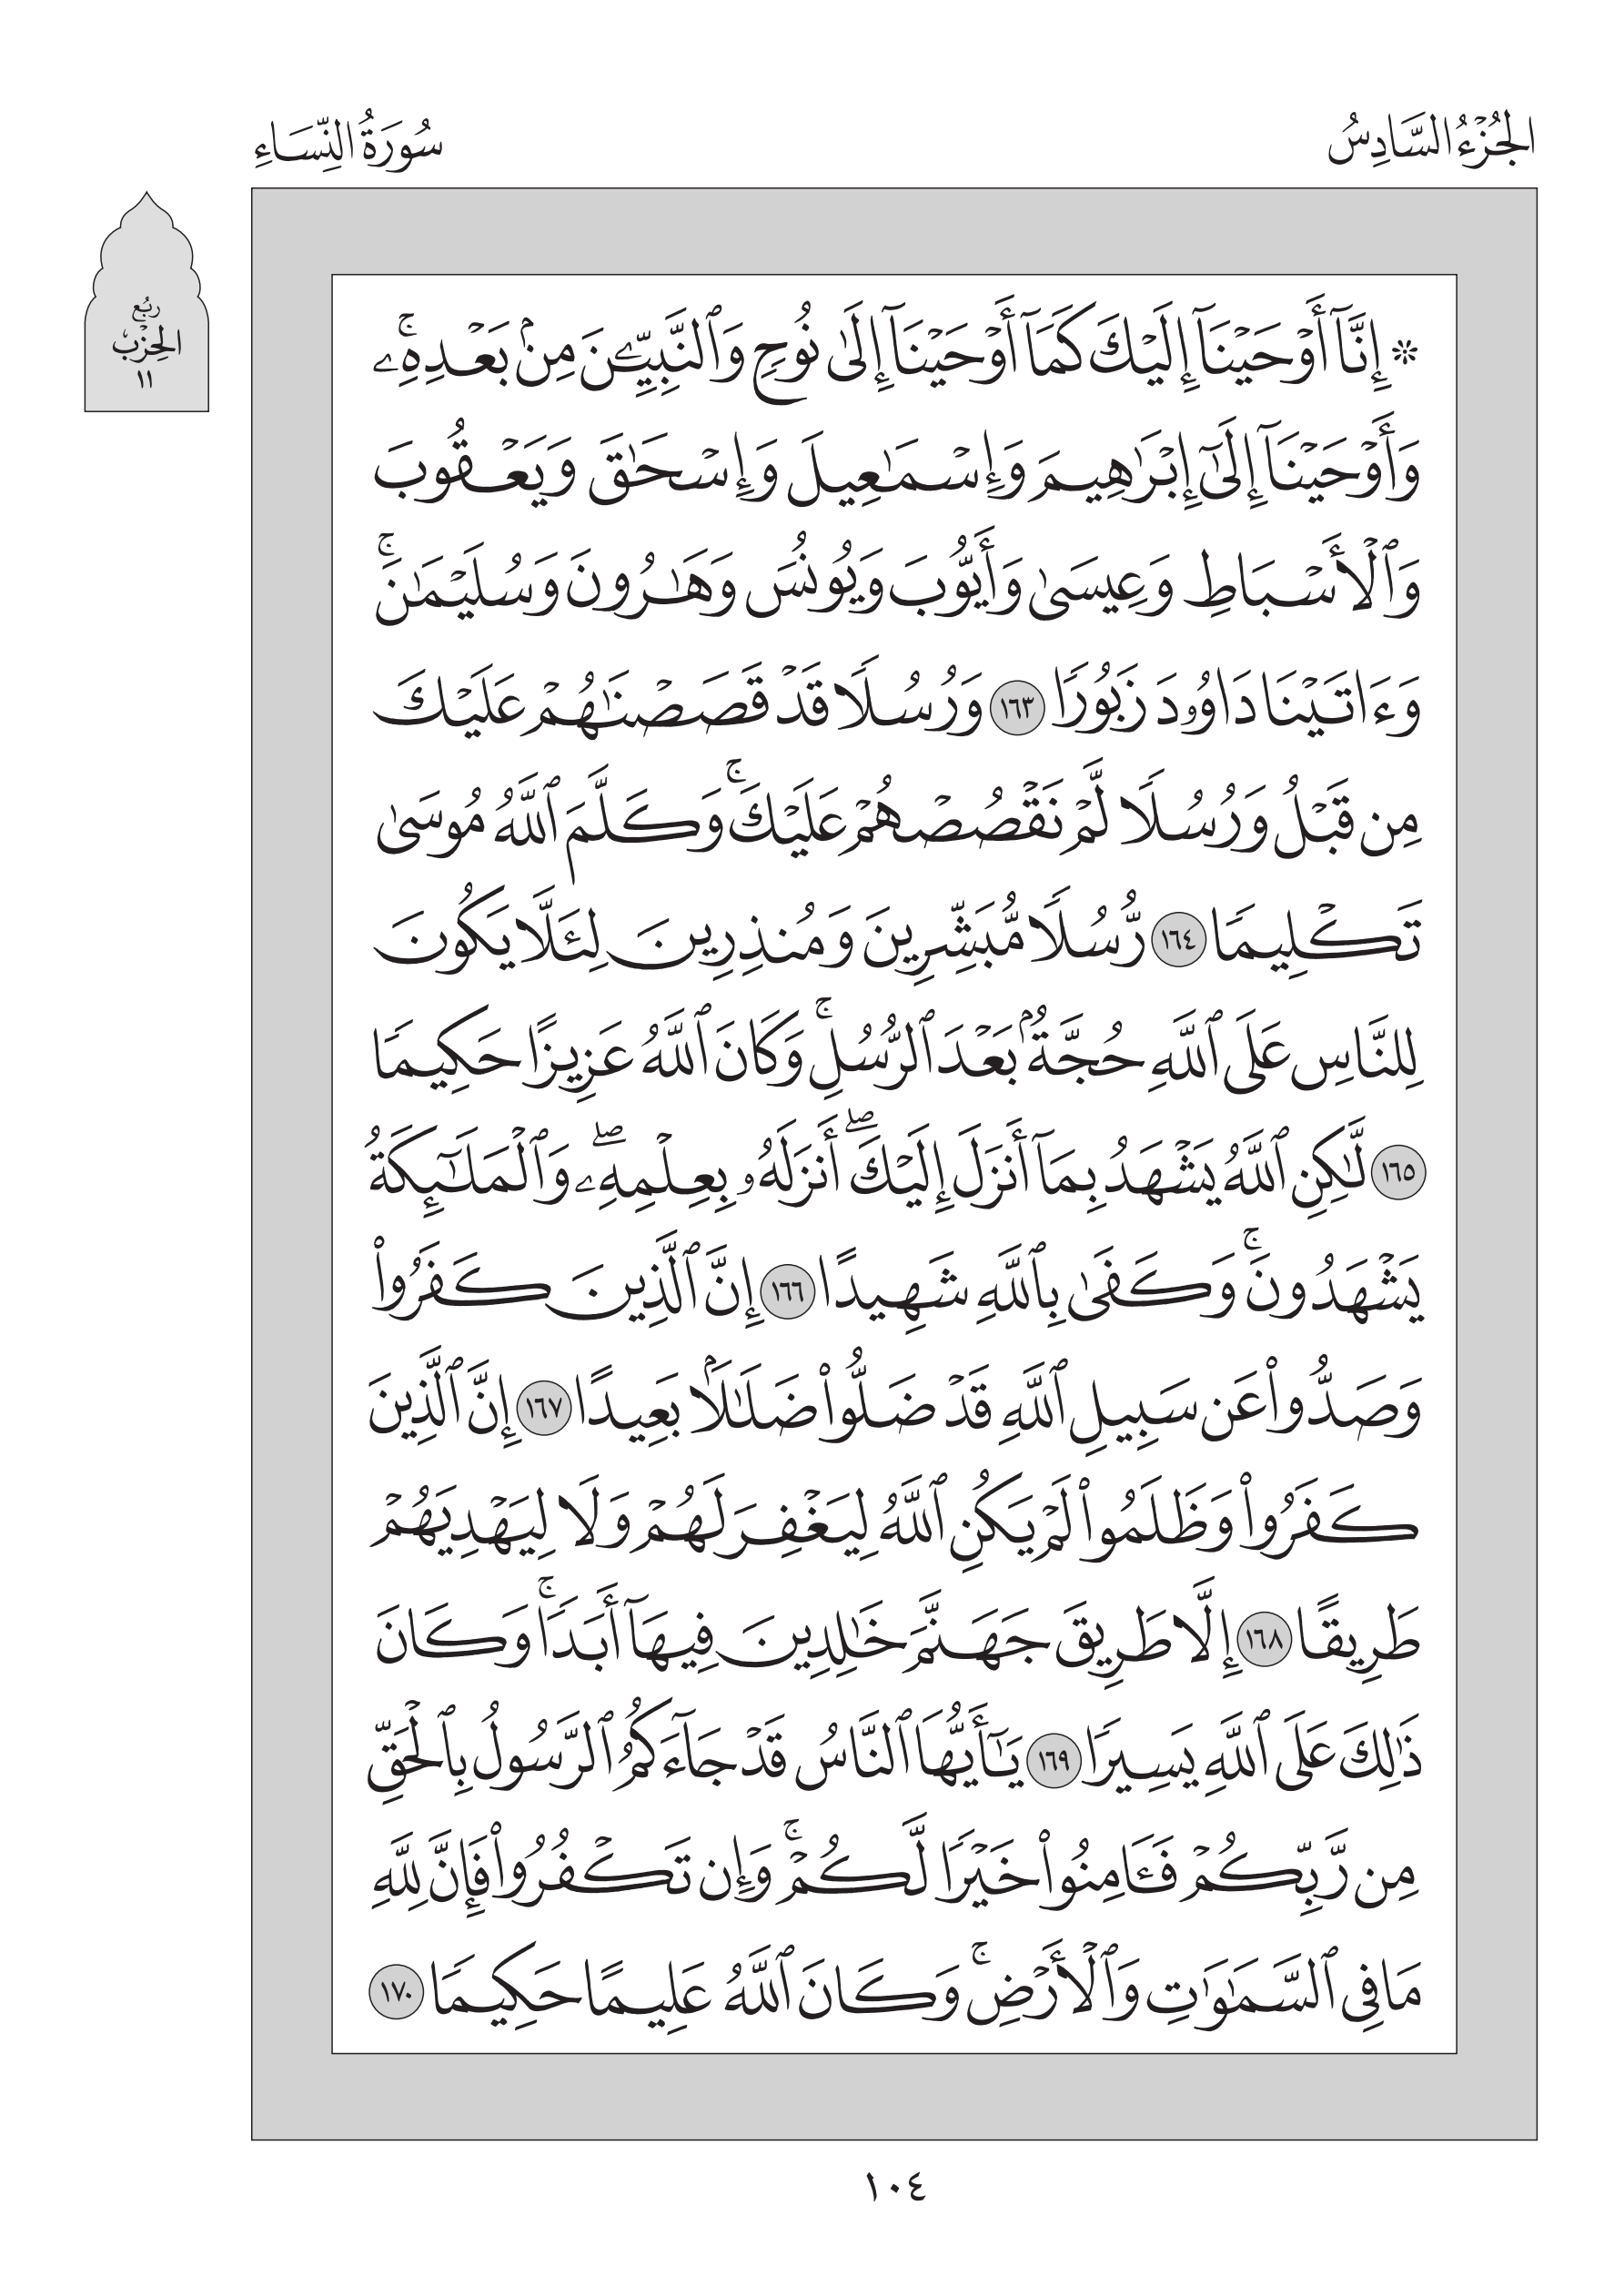 الجُزْءُ السَّادِسُ
سُورَةُ النِّسَاءِ
رُبْع
الحِزْب
١١
۞ إِنَّآ أَوْحَيْنَآ إِلَيْكَ كَمَآ أَوْحَيْنَآ إِلَىٰ نُوحٍ وَٱلنَّبِيِّـۧنَ مِنۢ بَعْدِهِۦۚ
وَأَوْحَيْنَآ إِلَىٰٓ إِبْرَٰهِيمَ وَإِسْمَٰعِيلَ وَإِسْحَٰقَ وَيَعْقُوبَ
وَٱلْأَسْبَاطِ وَعِيسَىٰ وَأَيُّوبَ وَيُونُسَ وَهَٰرُونَ وَسُلَيْمَٰنَۚ
وَءَاتَيْنَا دَاوُۥدَ زَبُورًا ١٦٣ وَرُسُلًا قَدْ قَصَصْنَٰهُمْ عَلَيْكَ
مِن قَبْلُ وَرُسُلًا لَّمْ نَقْصُصْهُمْ عَلَيْكَۚ وَكَلَّمَ ٱللَّهُ مُوسَىٰ
تَكْلِيمًا ١٦٤ رُّسُلًا مُّبَشِّرِينَ وَمُنذِرِينَ لِئَلَّا يَكُونَ
لِلنَّاسِ عَلَى ٱللَّهِ حُجَّةٌۢ بَعْدَ ٱلرُّسُلِۚ وَكَانَ ٱللَّهُ عَزِيزًا حَكِيمًا
١٦٥ لَّٰكِنِ ٱللَّهُ يَشْهَدُ بِمَآ أَنزَلَ إِلَيْكَۖ أَنزَلَهُۥ بِعِلْمِهِۦۖ وَٱلْمَلَٰٓئِكَةُ
يَشْهَدُونَۚ وَكَفَىٰ بِٱللَّهِ شَهِيدًا ١٦٦ إِنَّ ٱلَّذِينَ كَفَرُوا۟
وَصَدُّوا۟ عَن سَبِيلِ ٱللَّهِ قَدْ ضَلُّوا۟ ضَلَٰلًۢا بَعِيدًا ١٦٧ إِنَّ ٱلَّذِينَ
كَفَرُوا۟ وَظَلَمُوا۟ لَمْ يَكُنِ ٱللَّهُ لِيَغْفِرَ لَهُمْ وَلَا لِيَهْدِيَهُمْ
طَرِيقًا ١٦٨ إِلَّا طَرِيقَ جَهَنَّمَ خَٰلِدِينَ فِيهَآ أَبَدًاۚ وَكَانَ
ذَٰلِكَ عَلَى ٱللَّهِ يَسِيرًا ١٦٩ يَٰٓأَيُّهَا ٱلنَّاسُ قَدْ جَآءَكُمُ ٱلرَّسُولُ بِٱلْحَقِّ
مِن رَّبِّكُمْ فَـَٔامِنُوا۟ خَيْرًا لَّكُمْۚ وَإِن تَكْفُرُوا۟ فَإِنَّ لِلَّهِ
مَا فِى ٱلسَّمَٰوَٰتِ وَٱلْأَرْضِۚ وَكَانَ ٱللَّهُ عَلِيمًا حَكِيمًا ١٧٠
١٠٤